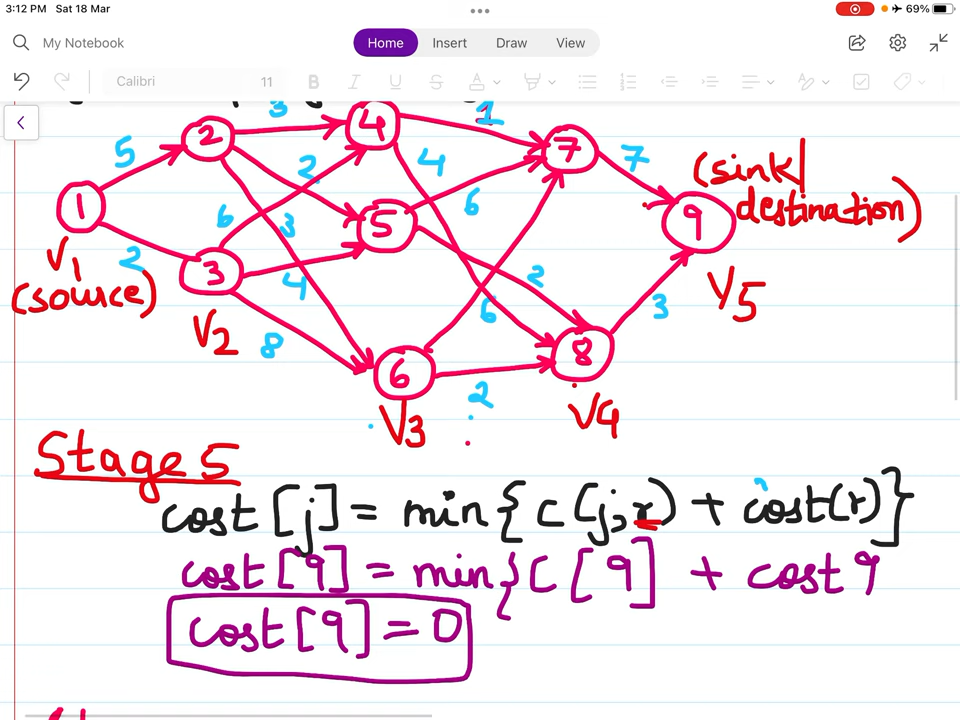 3:12 PM Sat 18 Mar
69%
My Notebook
Home Insert Draw View
Calibri 11
3
1
2
4
7
5
2
4
7
(sink/
destination)
6
3
5
6
9
1
2
3
4
2
V1
(source)
V2
8
6
6
8
3
V5
2
V3
V4
Stage 5
cost[j] = min{c(j,r) + cost(r)}
cost[9] = min{c[9] + cost 9
cost[9] = 0